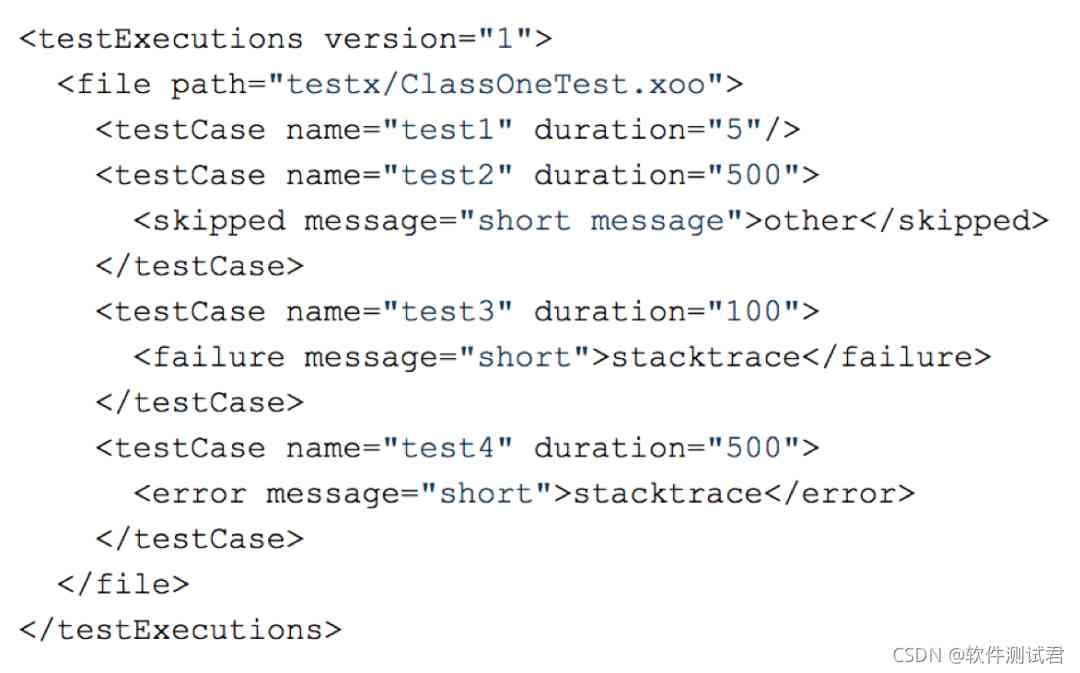 <testExecutions version="1">
  <file path="testx/ClassOneTest.xoo">
    <testCase name="test1" duration="5"/>
    <testCase name="test2" duration="500">
      <skipped message="short message">other</skipped>
    </testCase>
    <testCase name="test3" duration="100">
      <failure message="short">stacktrace</failure>
    </testCase>
    <testCase name="test4" duration="500">
      <error message="short">stacktrace</error>
    </testCase>
  </file>
</testExecutions>
CSDN @软件测试君